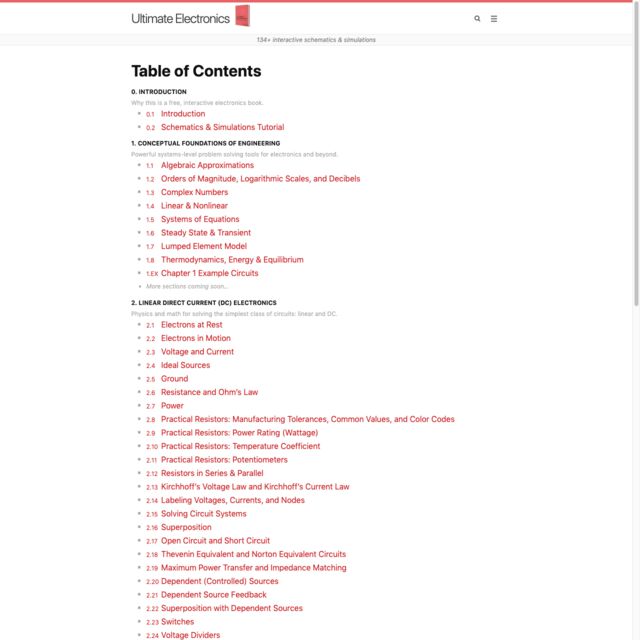 Ultimate Electronics
134+ interactive schematics & simulations
Table of Contents
0. INTRODUCTION
Why this is a free, interactive electronics book.
0.1 Introduction
0.2 Schematics & Simulations Tutorial
1. CONCEPTUAL FOUNDATIONS OF ENGINEERING
Powerful systems-level problem solving tools for electronics and beyond.
1.1 Algebraic Approximations
1.2 Orders of Magnitude, Logarithmic Scales, and Decibels
1.3 Complex Numbers
1.4 Linear & Nonlinear
1.5 Systems of Equations
1.6 Steady State & Transient
1.7 Lumped Element Model
1.8 Thermodynamics, Energy & Equilibrium
1.EX Chapter 1 Example Circuits
More sections coming soon...
2. LINEAR DIRECT CURRENT (DC) ELECTRONICS
Physics and math for solving the simplest class of circuits: linear and DC.
2.1 Electrons at Rest
2.2 Electrons in Motion
2.3 Voltage and Current
2.4 Ideal Sources
2.5 Ground
2.6 Resistance and Ohm's Law
2.7 Power
2.8 Practical Resistors: Manufacturing Tolerances, Common Values, and Color Codes
2.9 Practical Resistors: Power Rating (Wattage)
2.10 Practical Resistors: Temperature Coefficient
2.11 Practical Resistors: Potentiometers
2.12 Resistors in Series & Parallel
2.13 Kirchhoff's Voltage Law and Kirchhoff's Current Law
2.14 Labeling Voltages, Currents, and Nodes
2.15 Solving Circuit Systems
2.16 Superposition
2.17 Open Circuit and Short Circuit
2.18 Thevenin Equivalent and Norton Equivalent Circuits
2.19 Maximum Power Transfer and Impedance Matching
2.20 Dependent (Controlled) Sources
2.21 Dependent Source Feedback
2.22 Superposition with Dependent Sources
2.23 Switches
2.24 Voltage Dividers